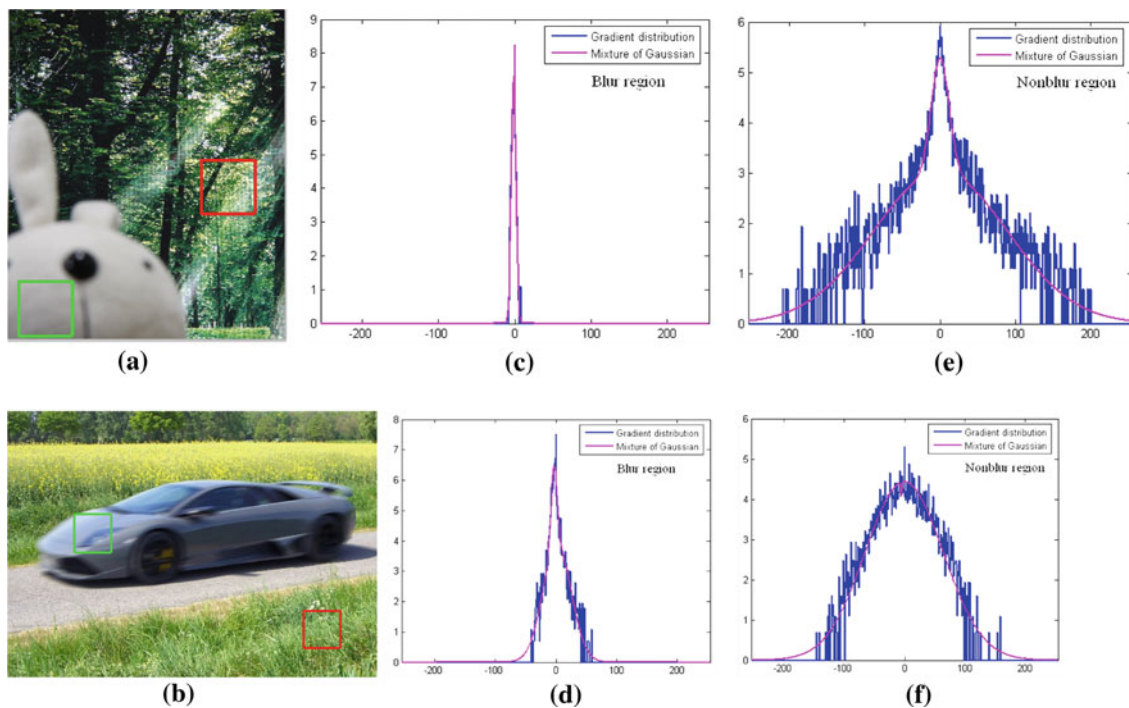 9
8
7
6
5
4
3
2
1
0
-100
0
100
200
Gradient distribution
Mixture of Gaussian
Blur region
6
5
4
3
2
1
0
-200
-100
0
100
200
Gradient distribution
Mixture of Gaussian
Nonblur region
(a)
(c)
(e)
8
7
6
5
4
3
2
1
0
-200
-100
0
100
200
Gradient distribution
Mixture of Gaussian
Blur region
6
5
4
3
2
1
0
-200
-100
0
100
200
Gradient distribution
Mixture of Gaussian
Nonblur region
(b)
(d)
(f)